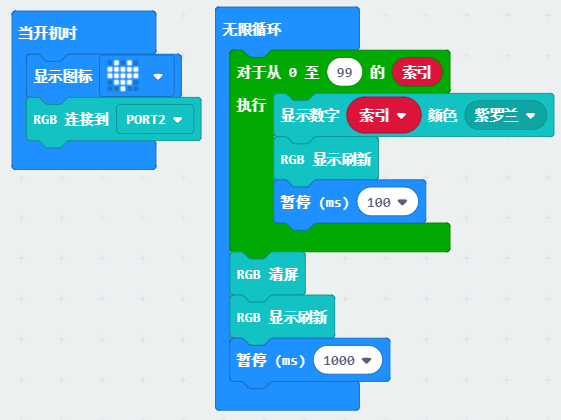 当开机时
显示图标
RGB 连接到 PORT2
无限循环
对于从 0 至 99 的 索引
执行
显示数字 索引 颜色 紫罗兰
RGB 显示刷新
暂停 (ms) 100
RGB 清屏
RGB 显示刷新
暂停 (ms) 1000